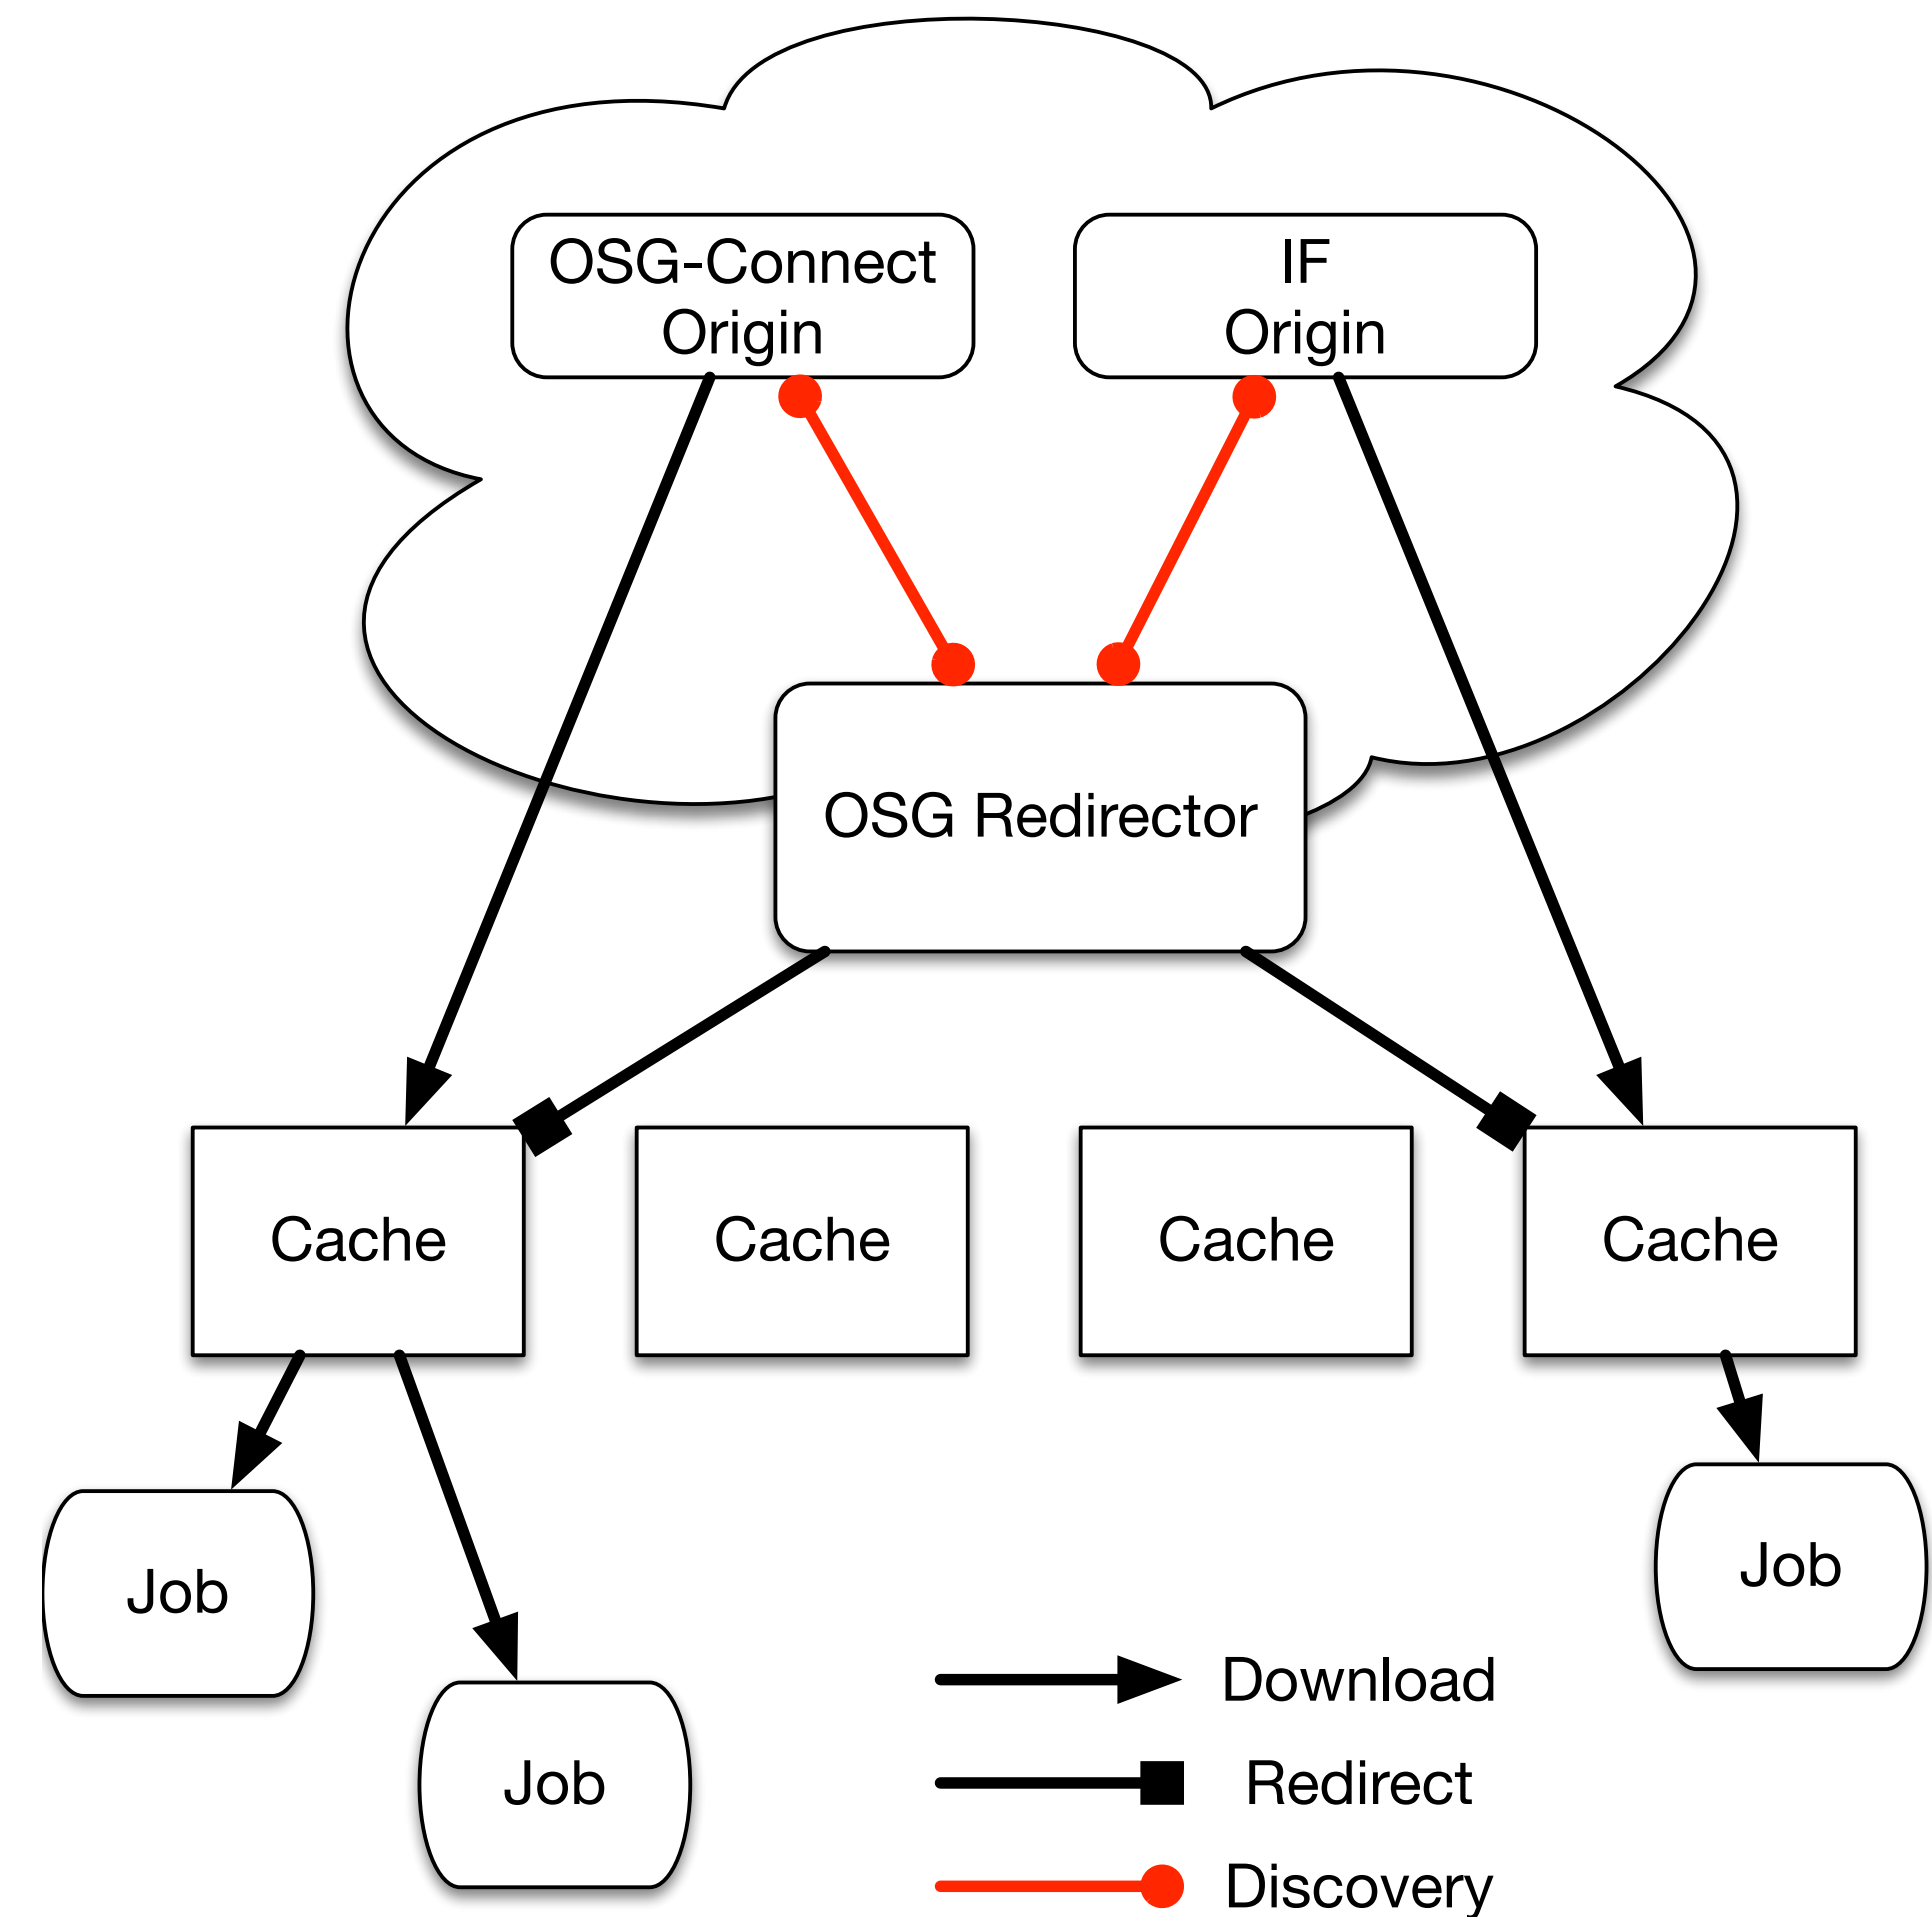 OSG-Connect
Origin
IF
Origin
OSG Redirector
Cache
Cache
Cache
Cache
Job
Job
Job
Download
Redirect
Discovery